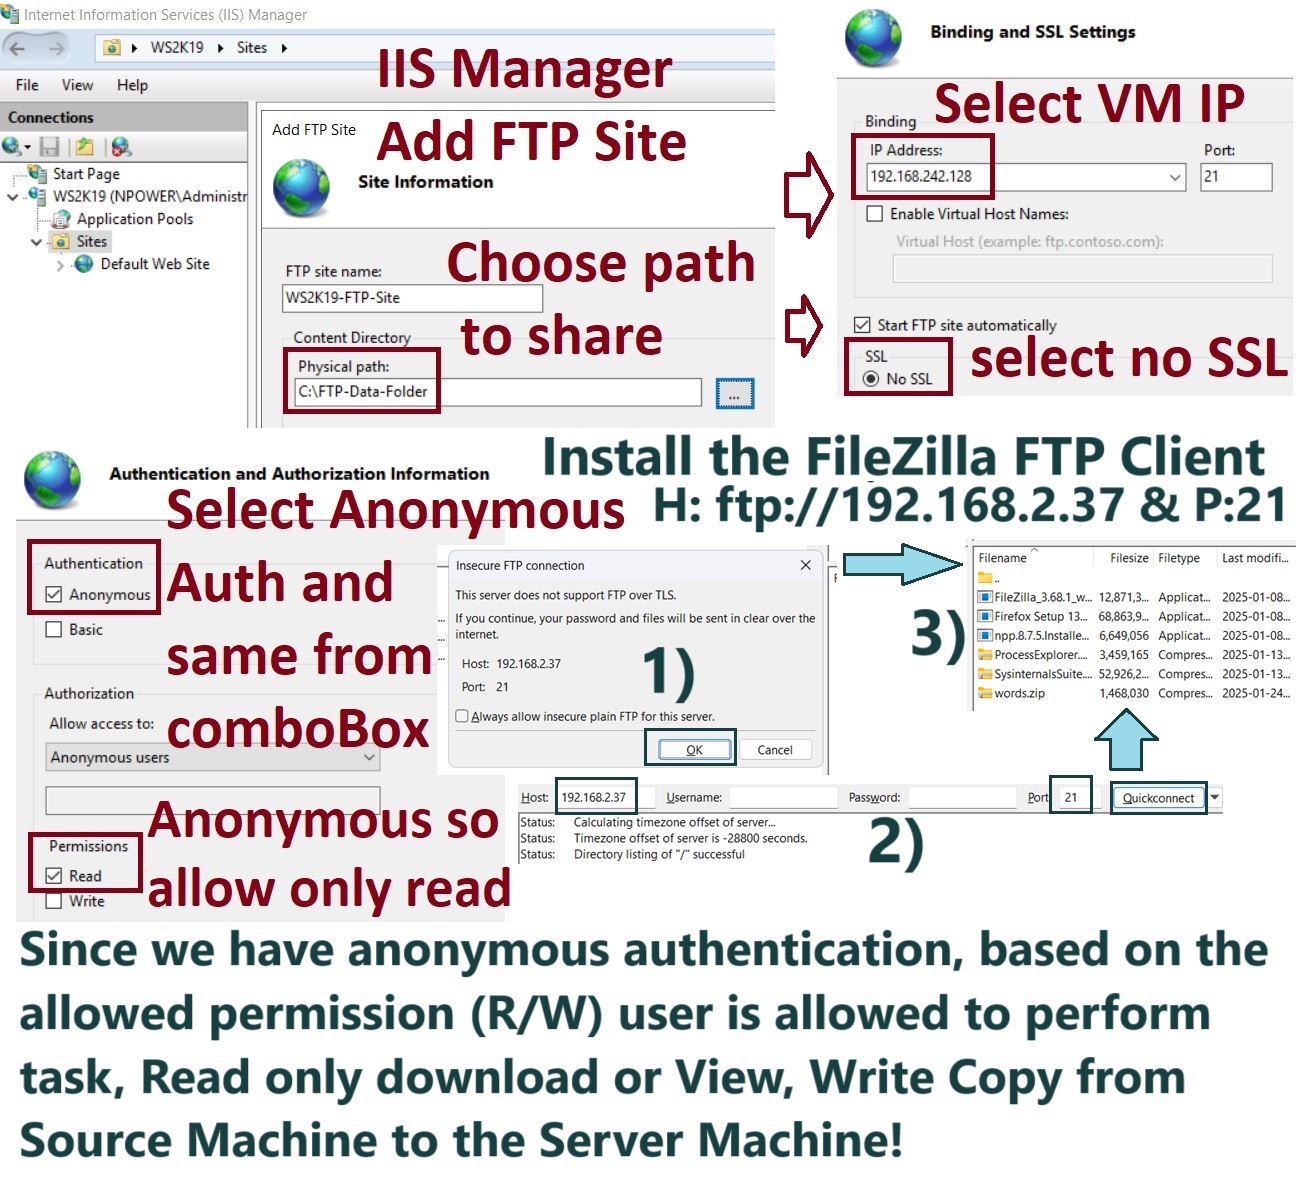 Internet Information Services (IIS) Manager
WS2K19 Sites
File View Help
Connections
Start Page
WS2K19 (NPOWER\Administr
Application Pools
Sites
Default Web Site
IIS Manager
Add FTP Site
Add FTP Site
Site Information
FTP site name:
WS2K19-FTP-Site
Choose path
to share
Content Directory
Physical path:
C:\FTP-Data-Folder
...
Binding and SSL Settings
Select VM IP
Binding
IP Address:
Port:
192.168.242.128
21
Enable Virtual Host Names:
Virtual Host (example: ftp.contoso.com):
Start FTP site automatically
SSL
No SSL
select no SSL
Authentication and Authorization Information
Select Anonymous
Auth and
same from
comboBox
Authentication
Anonymous
Basic
Authorization
Allow access to:
Anonymous users
Anonymous so
allow only read
Permissions
Read
Write
Install the FileZilla FTP Client
H: ftp://192.168.2.37 & P:21
Insecure FTP connection
This server does not support FTP over TLS.
If you continue, your password and files will be sent in clear over the
internet.
Host: 192.168.2.37
Port: 21
1)
Always allow insecure plain FTP for this server.
OK Cancel
Host: 192.168.2.37 Username: Password: Port 21 Quickconnect
Status: Calculating timezone offset of server...
Status: Timezone offset of server is -28800 seconds.
Status: Directory listing of "/" successful
2)
3)
Filename Filesize Filetype Last modifi...
..
FileZilla_3.68.1_w... 12,871,3... Applicat... 2025-01-08...
Firefox Setup 13... 68,863,9... Applicat... 2025-01-08...
npp.8.7.5.Installe... 6,649,056 Applicat... 2025-01-08...
ProcessExplorer.... 3,459,165 Compres... 2025-01-13...
SysinternalsSuite.... 52,926,2... Compres... 2025-01-13...
words.zip 1,468,030 Compres... 2025-01-24...
Since we have anonymous authentication, based on the
allowed permission (R/W) user is allowed to perform
task, Read only download or View, Write Copy from
Source Machine to the Server Machine!